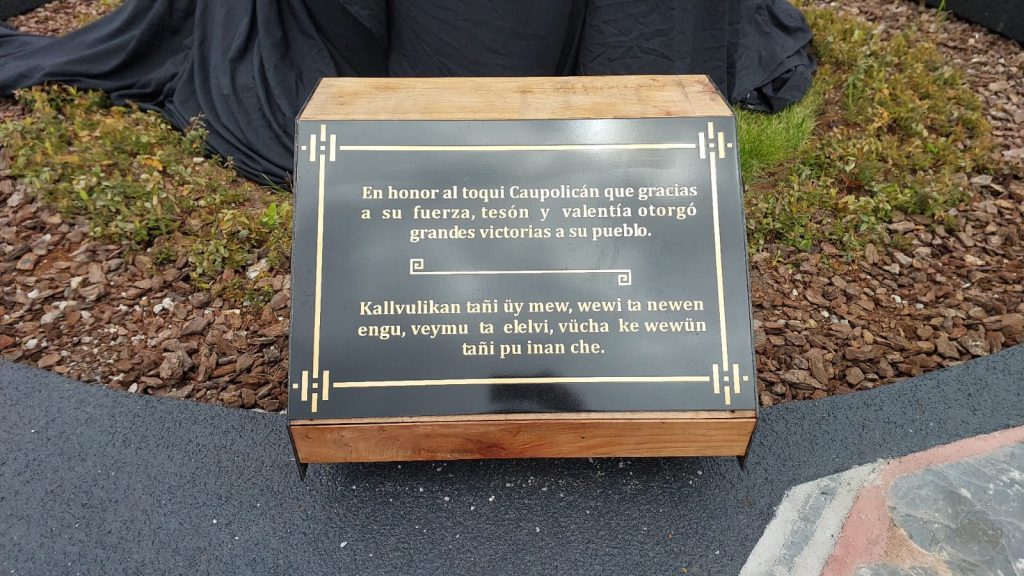 En honor al toqui Caupolicán que gracias
a su fuerza, tesón y valentía otorgó
grandes victorias a su pueblo.
Kallvulikan tañi üy mew, wewi ta newen
engu, veymu ta elelvi, vücha ke wewün
tañi pu inan che.